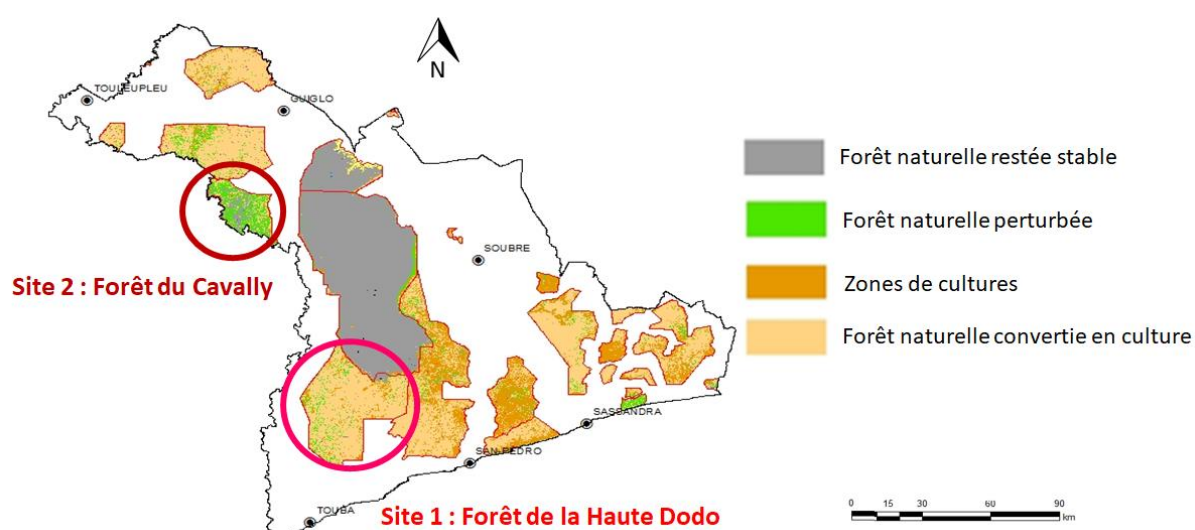 N
TOULEUPLEU
GUIGLO
Forêt naturelle restée stable
Forêt naturelle perturbée
SOUBRE
Site 2 : Forêt du Cavally
Zones de cultures
Forêt naturelle convertie en culture
SASSANDRA
SAN PEDRO
TOUBA
Site 1 : Forêt de la Haute Dodo
0 15 30 60 90
km